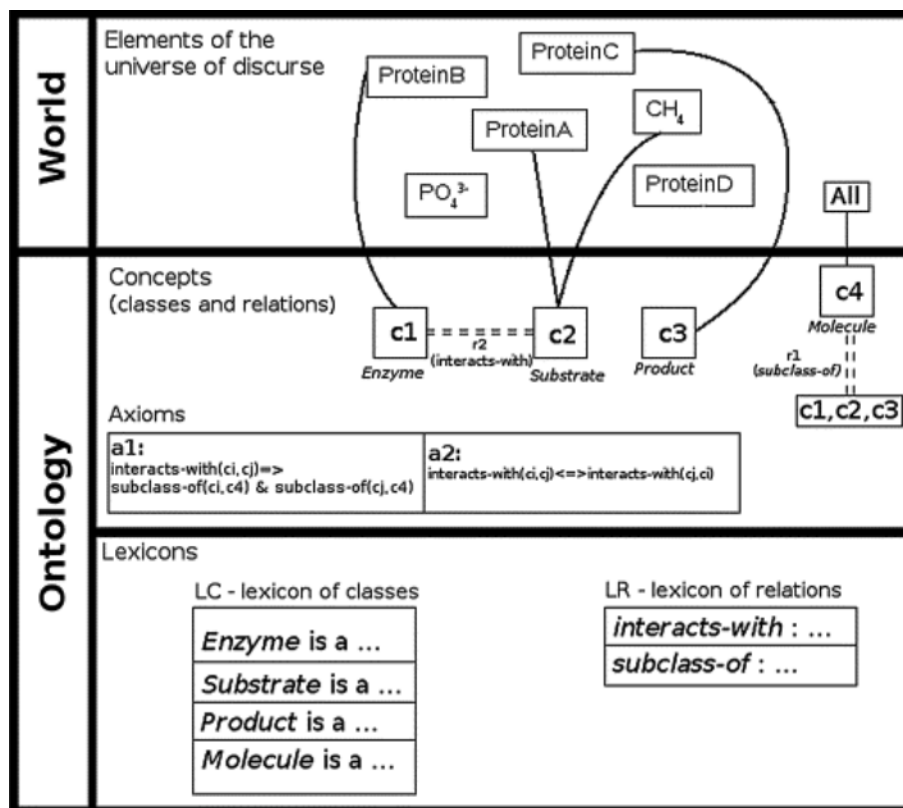 World
Elements of the
universe of discourse
ProteinB
ProteinC
ProteinA
CH₄
PO₄³⁻
ProteinD
All
Ontology
Concepts
(classes and relations)
c1
Enzyme
r2
(interacts-with)
c2
Substrate
c3
Product
c4
Molecule
r1
(subclass-of)
c1,c2,c3
Axioms
a1:
interacts-with(ci,cj)=>
subclass-of(ci,c4) & subclass-of(cj,c4)
a2:
interacts-with(ci,cj)<=>interacts-with(cj,ci)
Lexicons
LC - lexicon of classes
Enzyme is a ...
Substrate is a ...
Product is a ...
Molecule is a ...
LR - lexicon of relations
interacts-with : ...
subclass-of : ...